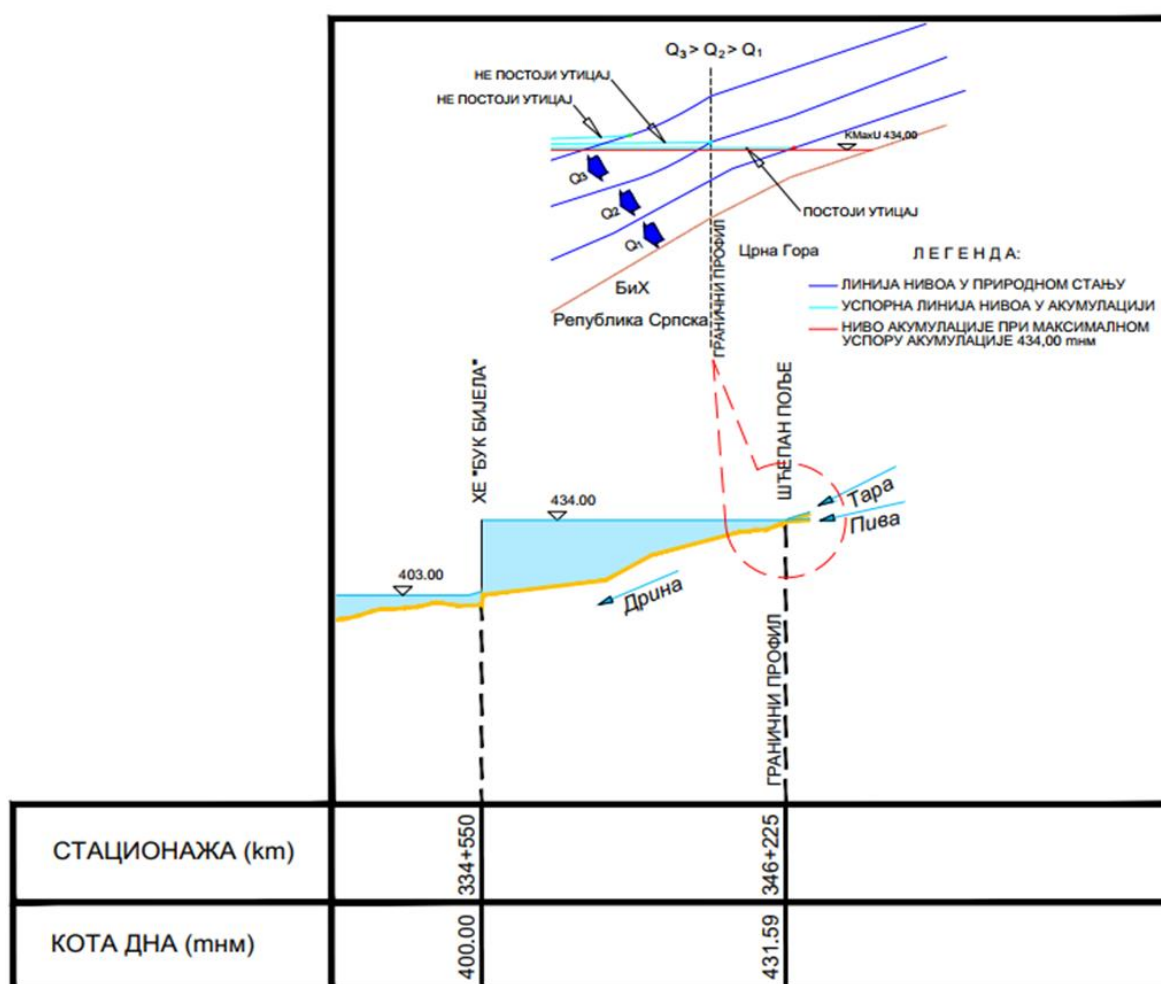 Q3 > Q2 > Q1
НЕ ПОСТОЈИ УТИЦАЈ
НЕ ПОСТОЈИ УТИЦАЈ
KMaxU 434,00
Q3
Q2
Q1
ПОСТОЈИ УТИЦАЈ
ГРАНИЧНИ ПРОФИЛ
Црна Гора
БиХ
Република Српска
Л Е Г Е Н Д А:
ЛИНИЈА НИВОА У ПРИРОДНОМ СТАЊУ
УСПОРНА ЛИНИЈА НИВОА У АКУМУЛАЦИЈИ
НИВО АКУМУЛАЦИЈЕ ПРИ МАКСИМАЛНОМ
УСПОРУ АКУМУЛАЦИЈЕ 434,00 mнм
ХЕ "БУК БИЈЕЛА"
ШЋЕПАН ПОЉЕ
Тара
Пива
434.00
403.00
Дрина
ГРАНИЧНИ ПРОФИЛ
СТАЦИОНАЖА (km)
334+550
346+225
КОТА ДНА (mнм)
400.00
431.59